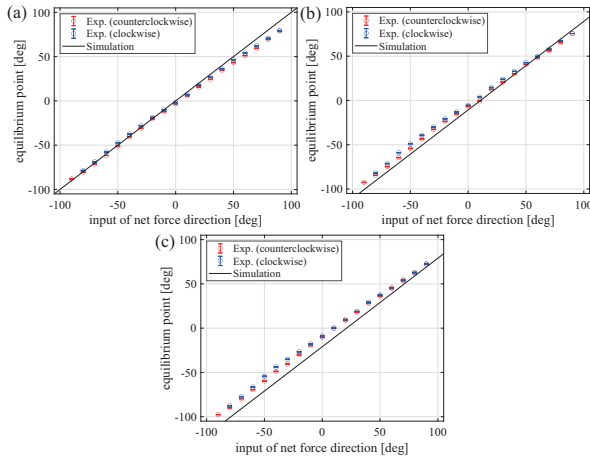 (a)
Exp. (counterclockwise)
Exp. (clockwise)
Simulation
100
50
0
-50
-100
equilibrium point [deg]
-100 -50 0 50 100
input of net force direction [deg]
(b)
Exp. (counterclockwise)
Exp. (clockwise)
Simulation
100
50
0
-50
-100
equilibrium point [deg]
-100 -50 0 50 100
input of net force direction [deg]
(c)
Exp. (counterclockwise)
Exp. (clockwise)
Simulation
100
50
0
-50
-100
equilibrium point [deg]
-100 -50 0 50 100
input of net force direction [deg]